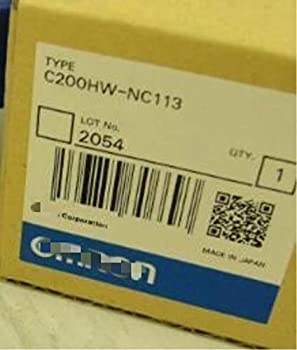 TYPE
C200HW-NC113
LOT No.
2054
QTY.
1
Corporation
MADE IN JAPAN